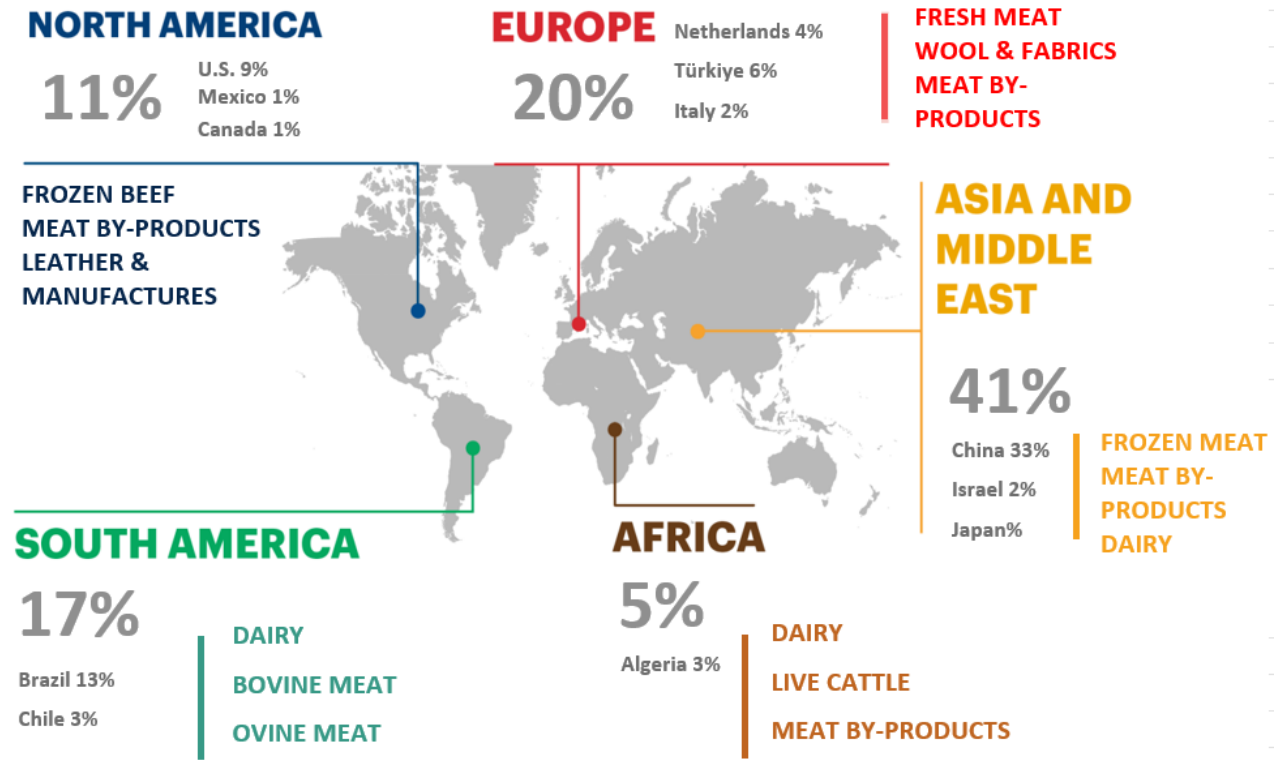 NORTH AMERICA
11%
U.S. 9%
Mexico 1%
Canada 1%
FROZEN BEEF
MEAT BY-PRODUCTS
LEATHER &
MANUFACTURES
EUROPE
20%
Netherlands 4%
Türkiye 6%
Italy 2%
FRESH MEAT
WOOL & FABRICS
MEAT BY-
PRODUCTS
ASIA AND
MIDDLE
EAST
41%
China 33%
Israel 2%
Japan%
FROZEN MEAT
MEAT BY-
PRODUCTS
DAIRY
SOUTH AMERICA
17%
Brazil 13%
Chile 3%
DAIRY
BOVINE MEAT
OVINE MEAT
AFRICA
5%
Algeria 3%
DAIRY
LIVE CATTLE
MEAT BY-PRODUCTS